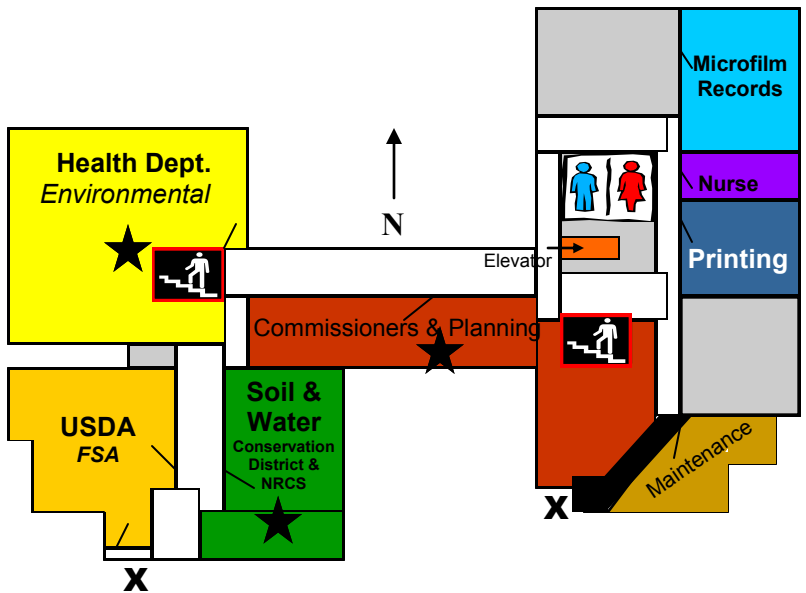 Microfilm
Records
Health Dept.
Environmental
Nurse
N
Elevator
Printing
Commissioners & Planning
Soil &
Water
Conservation
District &
NRCS
USDA
FSA
Maintenance
X
X